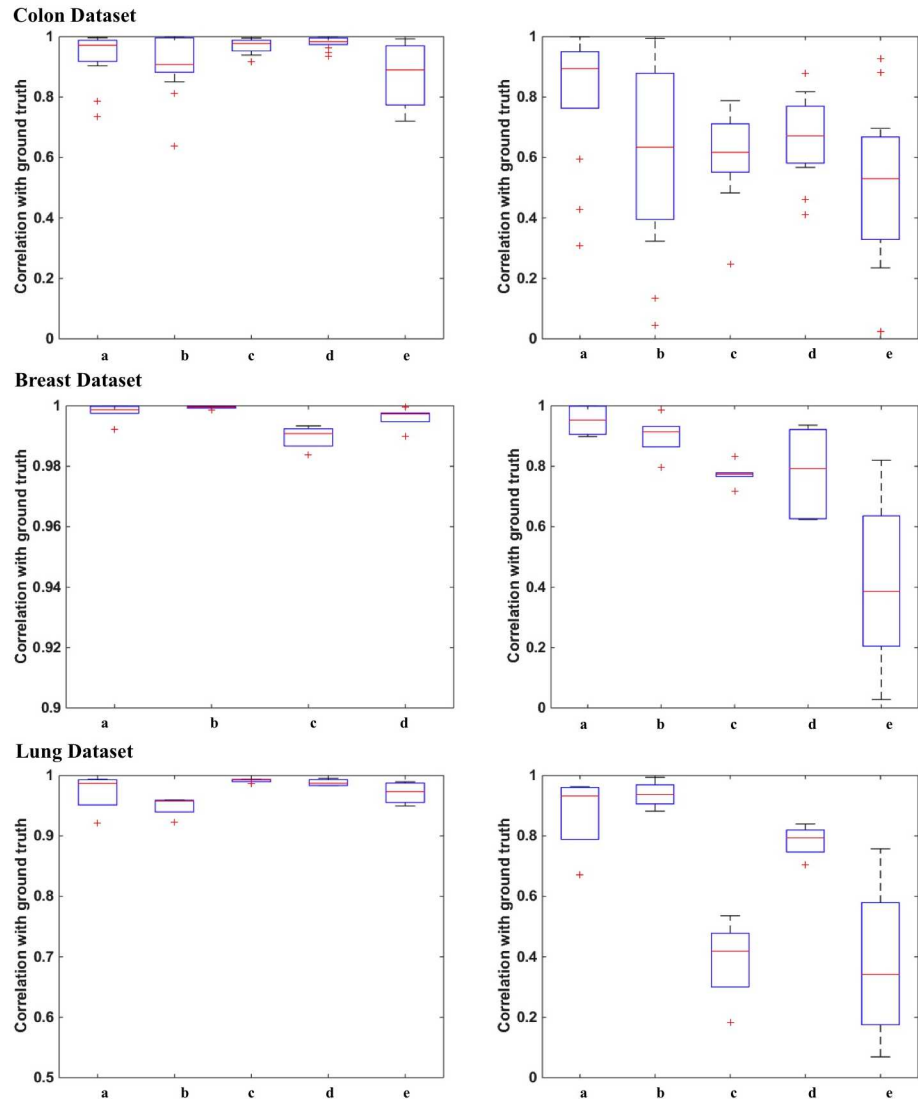 Colon Dataset
Correlation with ground truth
1
0.8
0.6
0.4
0.2
0
a b c d e
Correlation with ground truth
1
0.8
0.6
0.4
0.2
0
a b c d e
Breast Dataset
Correlation with ground truth
1
0.98
0.96
0.94
0.92
0.9
a b c d
Correlation with ground truth
1
0.8
0.6
0.4
0.2
0
a b c d e
Lung Dataset
Correlation with ground truth
1
0.9
0.8
0.7
0.6
0.5
a b c d e
Correlation with ground truth
1
0.8
0.6
0.4
0.2
0
a b c d e